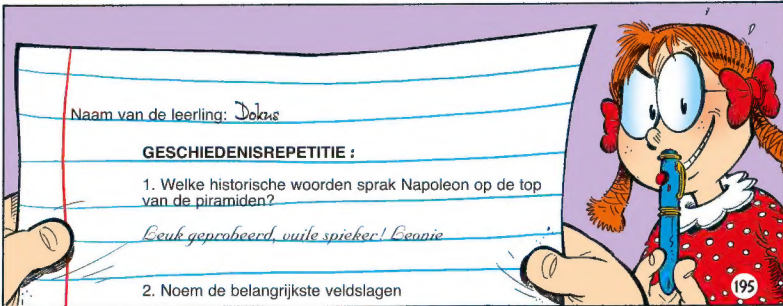 Naam van de leerling: Dokus
GESCHIEDENISREPETITIE :
1. Welke historische woorden sprak Napoleon op de top
van de piramiden?
Leuk geprobeerd, vuile spieker! Leonie
2. Noem de belangrijkste veldslagen
195